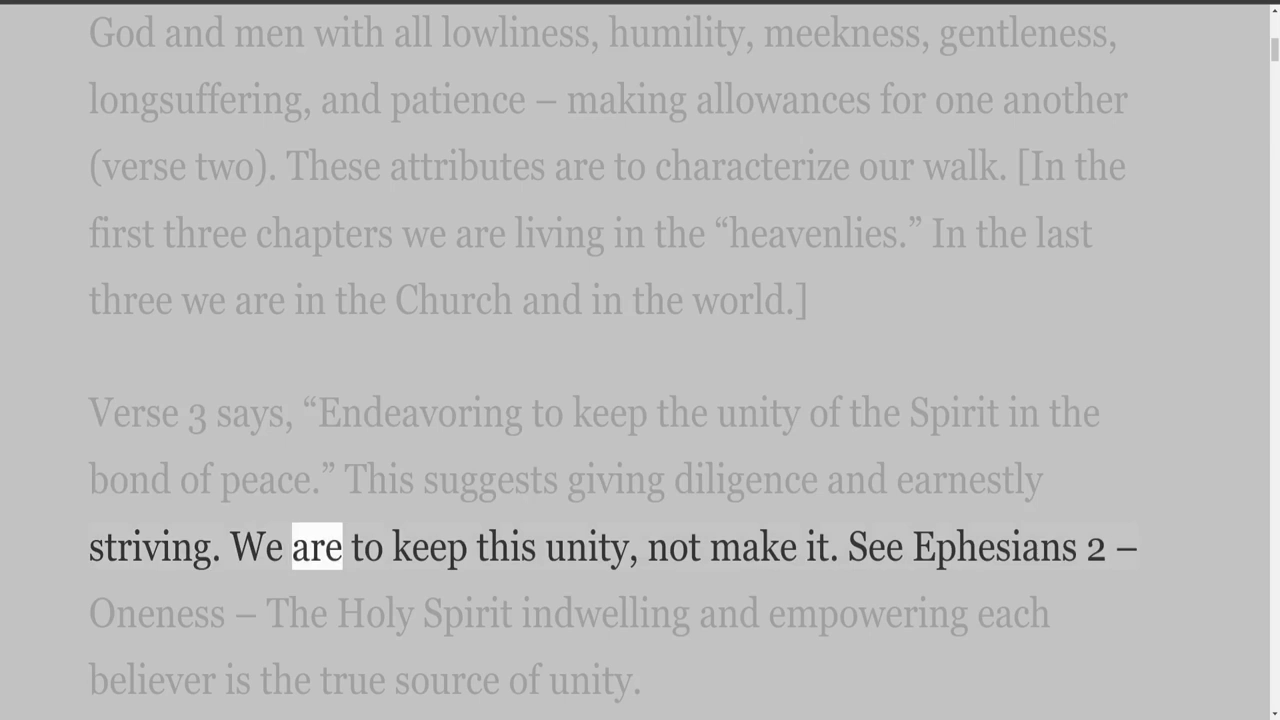 God and men with all lowliness, humility, meekness, gentleness,
longsuffering, and patience – making allowances for one another
(verse two). These attributes are to characterize our walk. [In the
first three chapters we are living in the “heavenlies.” In the last
three we are in the Church and in the world.]
Verse 3 says, “Endeavoring to keep the unity of the Spirit in the
bond of peace.” This suggests giving diligence and earnestly
striving. We are to keep this unity, not make it. See Ephesians 2 –
Oneness – The Holy Spirit indwelling and empowering each
believer is the true source of unity.